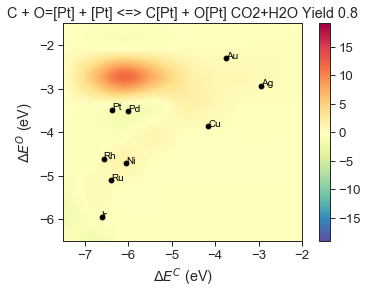 C + O=[Pt] + [Pt] <=> C[Pt] + O[Pt] CO2+H2O Yield 0.8
−2
−3
−4
−5
−6
ΔE^O (eV)
Au
Ag
Pt
Pd
Cu
Rh
Ni
Ru
Ir
−7
−6
−5
−4
−3
−2
ΔE^C (eV)
15
10
5
0
−5
−10
−15